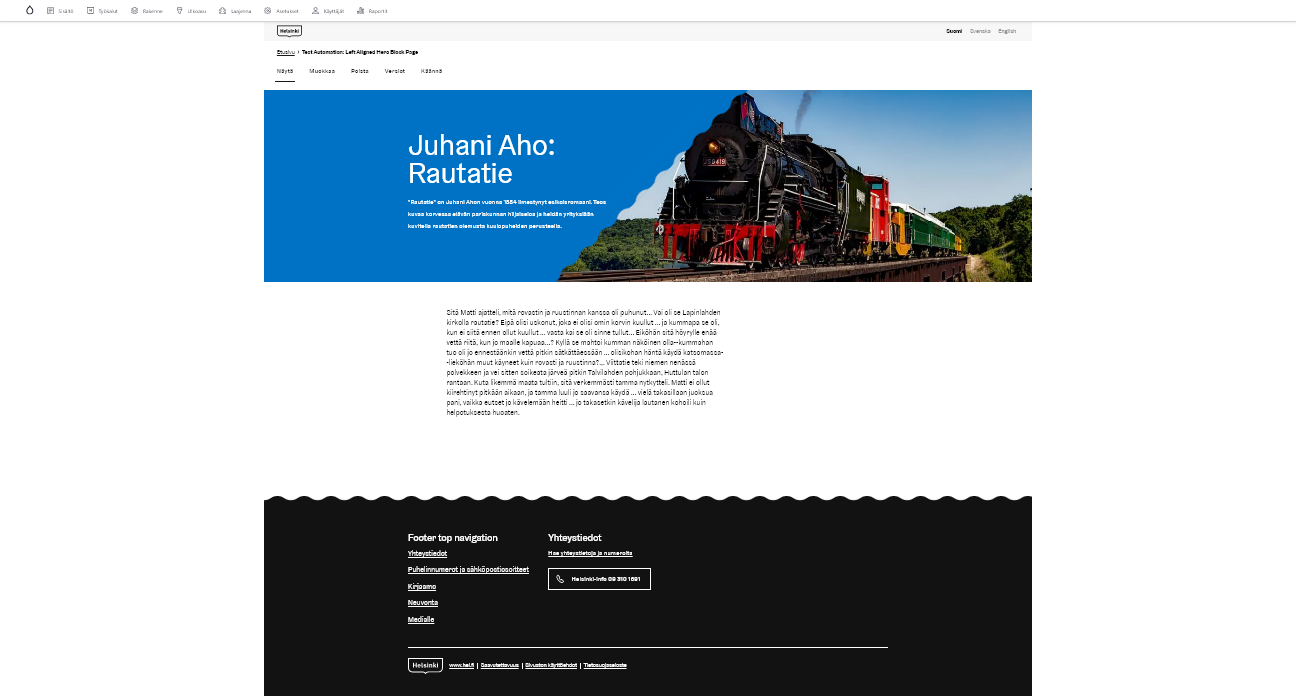 Sisältö Työkalut Rakenne Ulkoasu Laajenna Asetukset Käyttäjät Raportit
Helsinki
Suomi Svenska English
Etusivu › Test Automation: Left Aligned Hero Block Page
Näytä Muokkaa Poista Versiot Käännä
Juhani Aho:
Rautatie
"Rautatie" on Juhani Ahon vuonna 1884 ilmestynyt esikoisromaani. Teos
kuvaa korvessa elävän pariskunnan hiljaiseloa ja heidän yrityksiään
kuvitella rautatien olemusta kuulopuheiden perusteella.
Sitä Matti ajatteli, mitä rovastin ja ruustinnan kanssa oli puhunut... Vai oli se Lapinlahden
kirkolla rautatie? Eipä olisi uskonut, joka ei olisi omin korvin kuullut ... ja kummapa se oli,
kun ei siitä ennen ollut kuullut ... vasta kai se oli sinne tullut... Eiköhän sitä höyrylle enää
vettä riitä, kun jo maalle kapuaa...? Kyllä se mahtoi kumman näköinen olla--kummahan
tuo oli jo ennestäänkin vettä pitkin sätkättäessään ... olisikohan häntä käydä katsomassa-
-lieköhän muut käyneet kuin rovasti ja ruustinna?... Viittatie teki niemen nenässä
polvekkeen ja vei sitten soikeata järveä pitkin Talvilahden pohjukkaan, Huttulan talon
rantaan. Kuta likemmä maata tultiin, sitä verkemmästi tamma nytkytteli. Matti ei ollut
kiirehtinyt pitkään aikaan, ja tamma luuli jo saavansa käydä ... vielä takasillaan juoksua
pani, vaikka eutset jo kävelemään heitti ... jo takasetkin kävelijä lautanen kohoili kuin
helpotuksesta huoaten.
Footer top navigation
Yhteystiedot
Puhelinnumerot ja sähköpostiosoitteet
Kirjaamo
Neuvonta
Medialle
Yhteystiedot
Hae yhteystietoja ja numeroita
Helsinki-info 09 310 1691
Helsinki www.hel.fi | Saavutettavuus | Sivuston käyttöehdot | Tietosuojaseloste